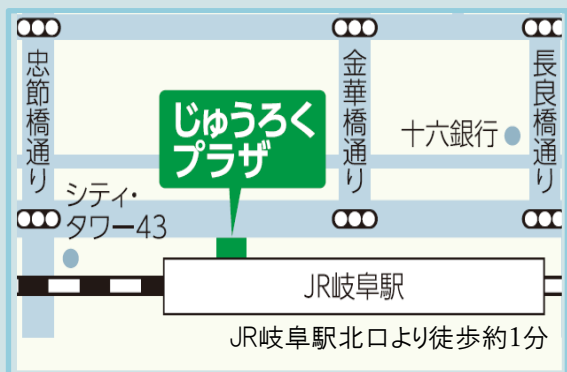 忠節橋通り
金華橋通り
長良橋通り
じゅうろく
プラザ
十六銀行
シティ・
タワー43
JR岐阜駅
JR岐阜駅北口より徒歩約1分